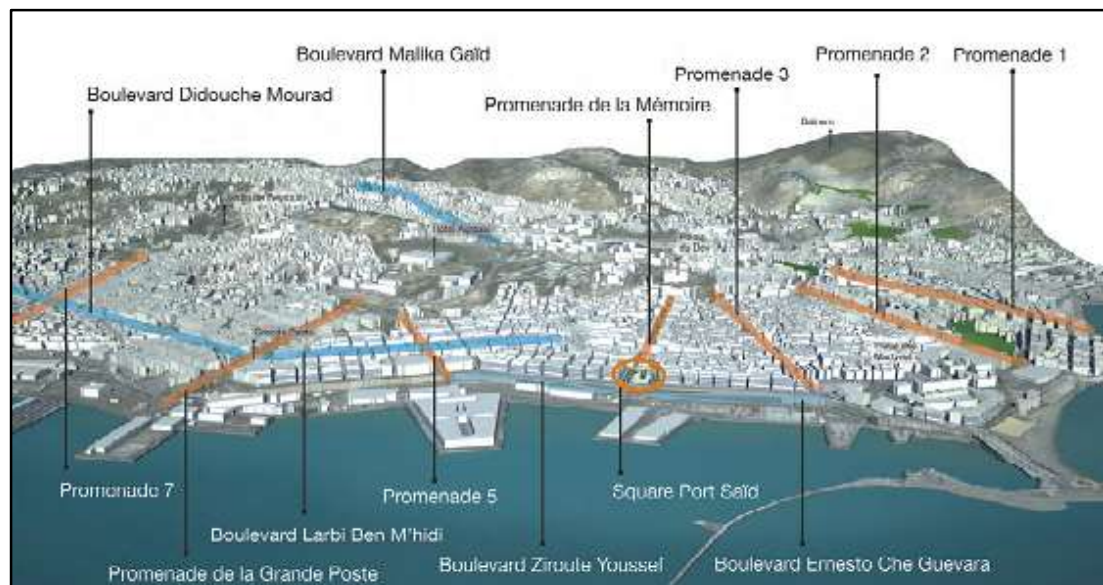 Boulevard Malika Gaïd
Promenade 2
Promenade 1
Promenade 3
Boulevard Didouche Mourad
Promenade de la Mémoire
Promenade 7
Promenade 5
Square Port Saïd
Boulevard Larbi Ben M'hidi
Boulevard Ziroute Youssef
Boulevard Ernesto Che Guevara
Promenade de la Grande Poste